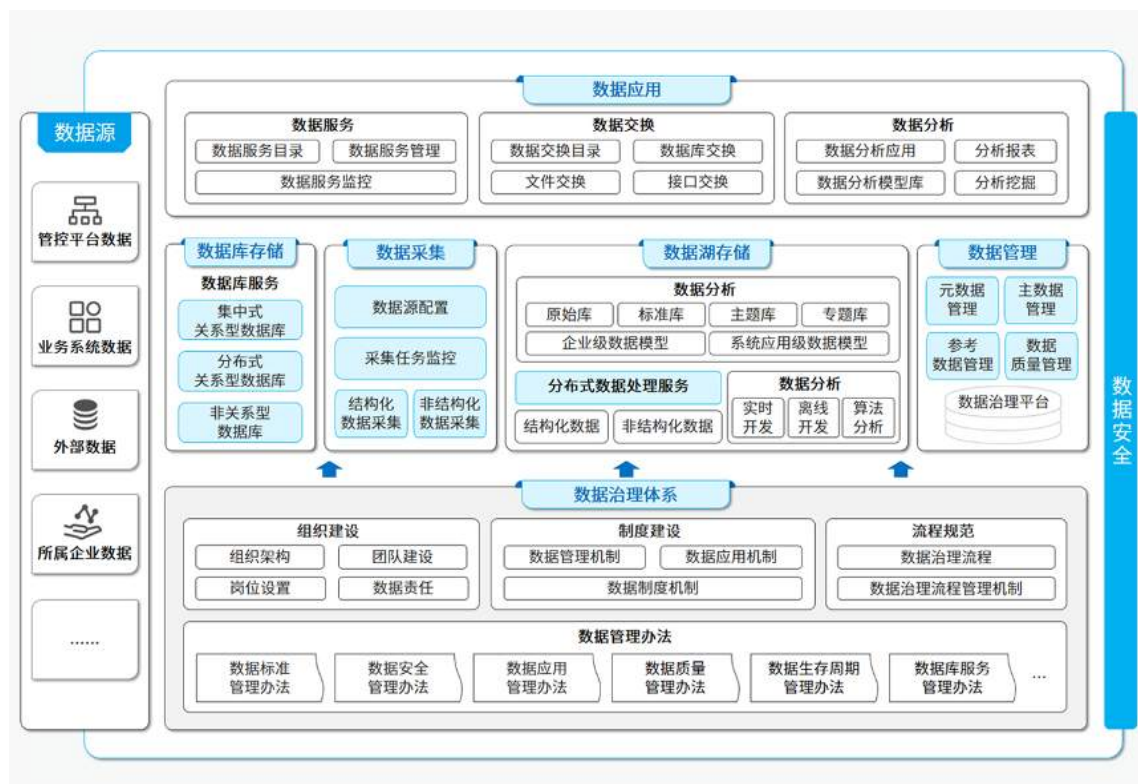 数据应用
数据源
数据服务
数据服务目录
数据服务管理
数据服务监控
数据交换
数据交换目录
数据库交换
文件交换
接口交换
数据分析
数据分析应用
分析报表
数据分析模型库
分析挖掘
管控平台数据
业务系统数据
外部数据
所属企业数据
......
数据库存储
数据库服务
集中式
关系型数据库
分布式
关系型数据库
非关系型
数据库
数据采集
数据源配置
采集任务监控
结构化
数据采集
非结构化
数据采集
数据湖存储
数据分析
原始库
标准库
主题库
专题库
企业级数据模型
系统应用级数据模型
分布式数据处理服务
结构化数据
非结构化数据
数据分析
实时
开发
离线
开发
算法
分析
数据管理
元数据
管理
主数据
管理
参考
数据管理
数据
质量管理
数据治理平台
数据安全
数据治理体系
组织建设
组织架构
团队建设
岗位设置
数据责任
制度建设
数据管理机制
数据应用机制
数据制度机制
流程规范
数据治理流程
数据治理流程管理机制
数据管理办法
数据标准
管理办法
数据安全
管理办法
数据应用
管理办法
数据质量
管理办法
数据生存周期
管理办法
数据库服务
管理办法
...